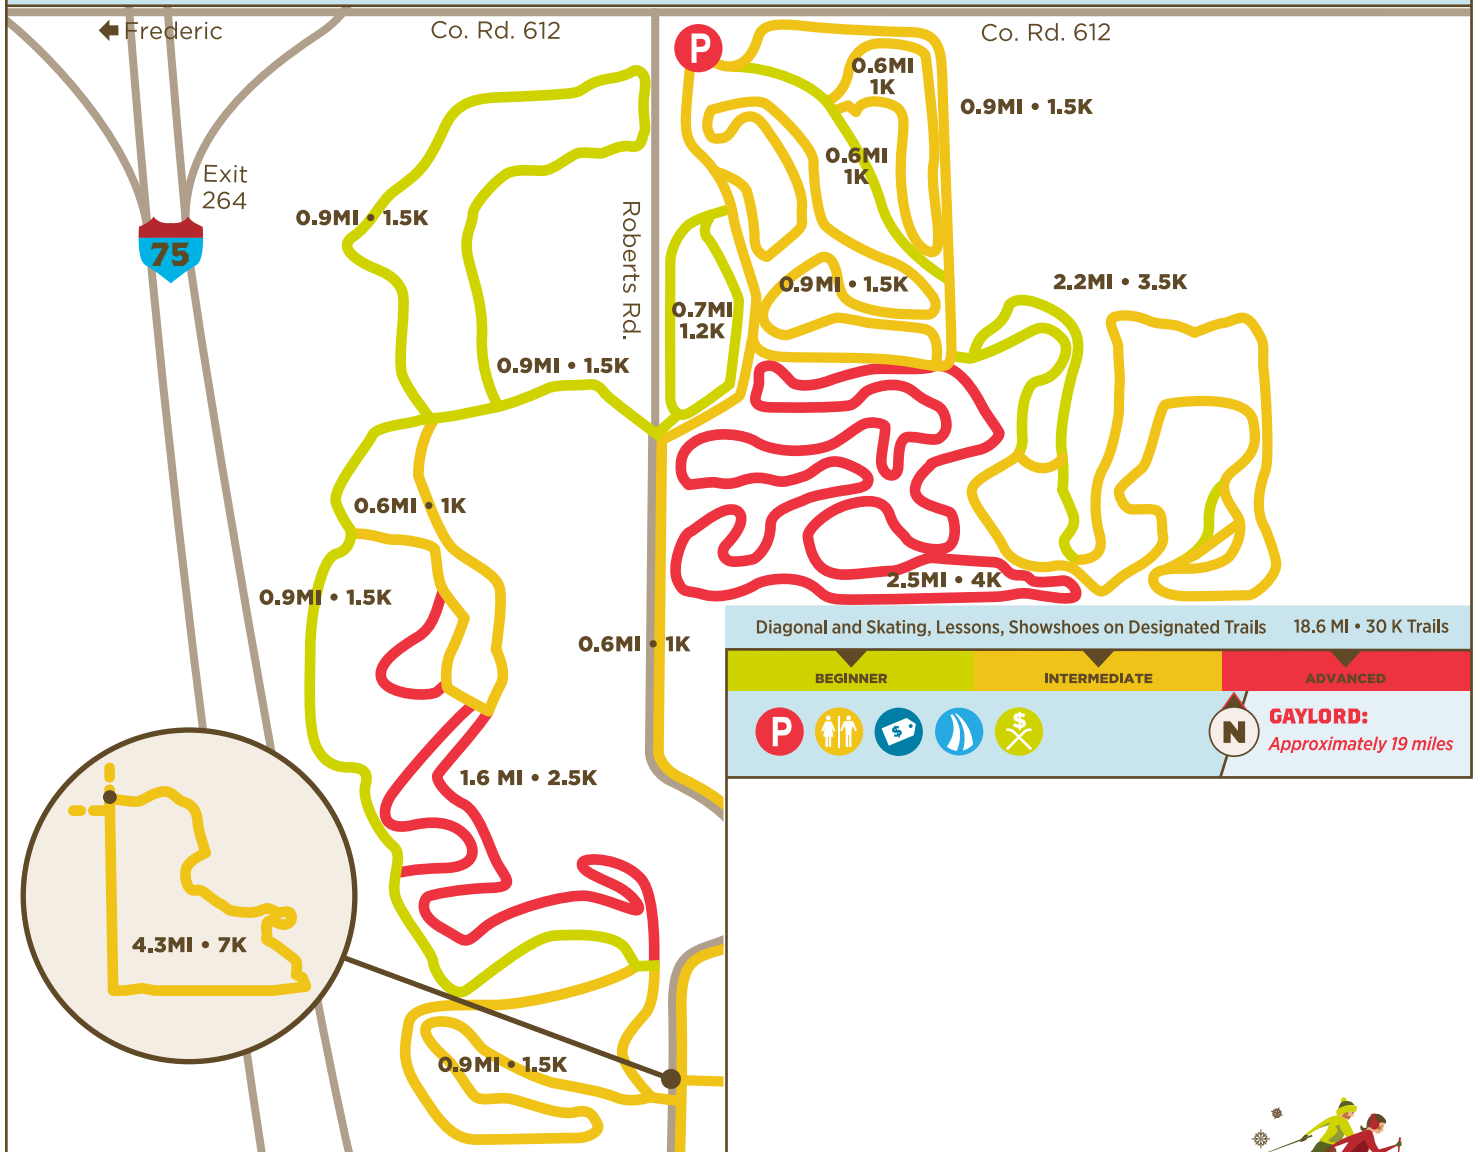 Frederic
Co. Rd. 612
Co. Rd. 612
P
0.6MI
1K
0.9MI • 1.5K
0.6MI
1K
Exit
264
75
0.9MI • 1.5K
Roberts Rd.
0.9MI • 1.5K
2.2MI • 3.5K
0.7MI
1.2K
0.9MI • 1.5K
0.6MI • 1K
2.5MI • 4K
0.9MI • 1.5K
0.6MI • 1K
Diagonal and Skating, Lessons, Showshoes on Designated Trails 18.6 MI • 30 K Trails
BEGINNER INTERMEDIATE ADVANCED
P $ $ N GAYLORD:
Approximately 19 miles
1.6 MI • 2.5K
4.3MI • 7K
0.9MI • 1.5K